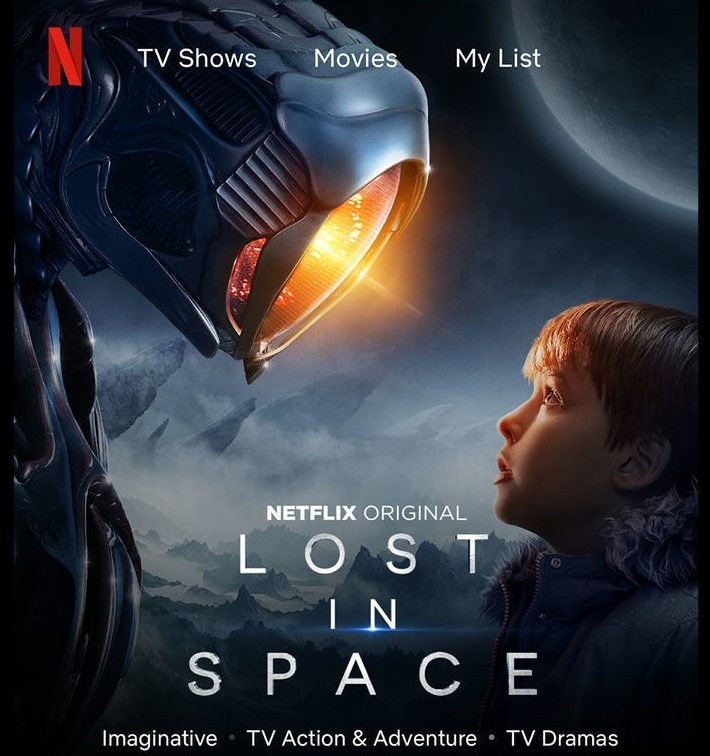 N
TV Shows Movies My List
NETFLIX ORIGINAL
LOST
IN
SPACE
Imaginative • TV Action & Adventure • TV Dramas